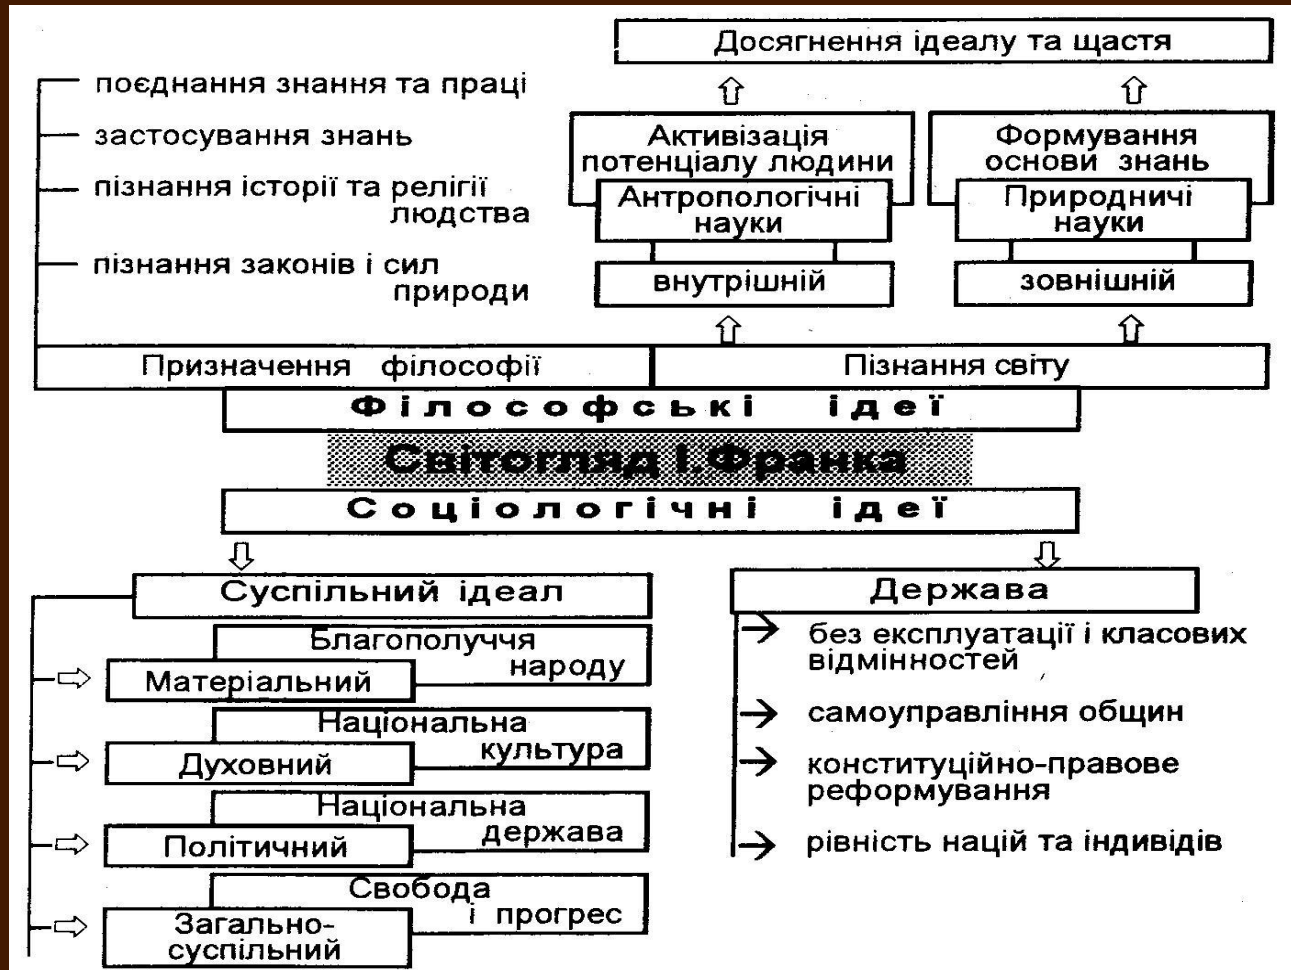 Досягнення ідеалу та щастя
поєднання знання та праці
застосування знань
пізнання історії та релігії
людства
пізнання законів і сил
природи
Активізація
потенціалу людини
Антропологічні
науки
внутрішній
Формування
основи знань
Природничі
науки
зовнішній
Призначення філософії
Пізнання світу
Філософські ідеї
Світогляд І.Франка
Соціологічні ідеї
Суспільний ідеал
Благополуччя
народу
Матеріальний
Національна
культура
Духовний
Національна
держава
Політичний
Свобода
і прогрес
Загально-
суспільний
Держава
без експлуатації і класових
відмінностей
самоуправління общин
конституційно-правове
реформування
рівність націй та індивідів